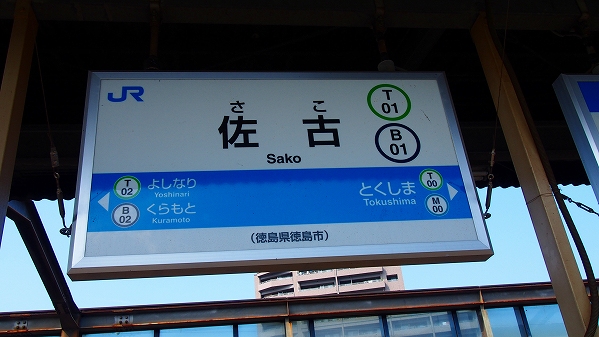 JR
さ こ
佐 古
Sako
T
01
B
01
T
02
よしなり
Yoshinari
B
02
くらもと
Kuramoto
とくしま
Tokushima
T
00
M
00
(徳島県徳島市)